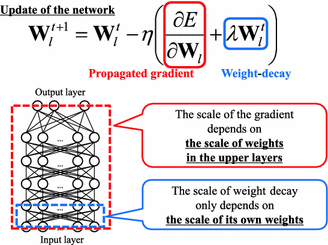 Update of the network
W_l^{t+1} = W_l^t − η ( ∂E/∂W_l + λW_l^t )
Propagated gradient
Weight-decay
Output layer
...
...
...
...
Input layer
The scale of the gradient
depends on
the scale of weights
in the upper layers
The scale of weight decay
only depends on
the scale of its own weights